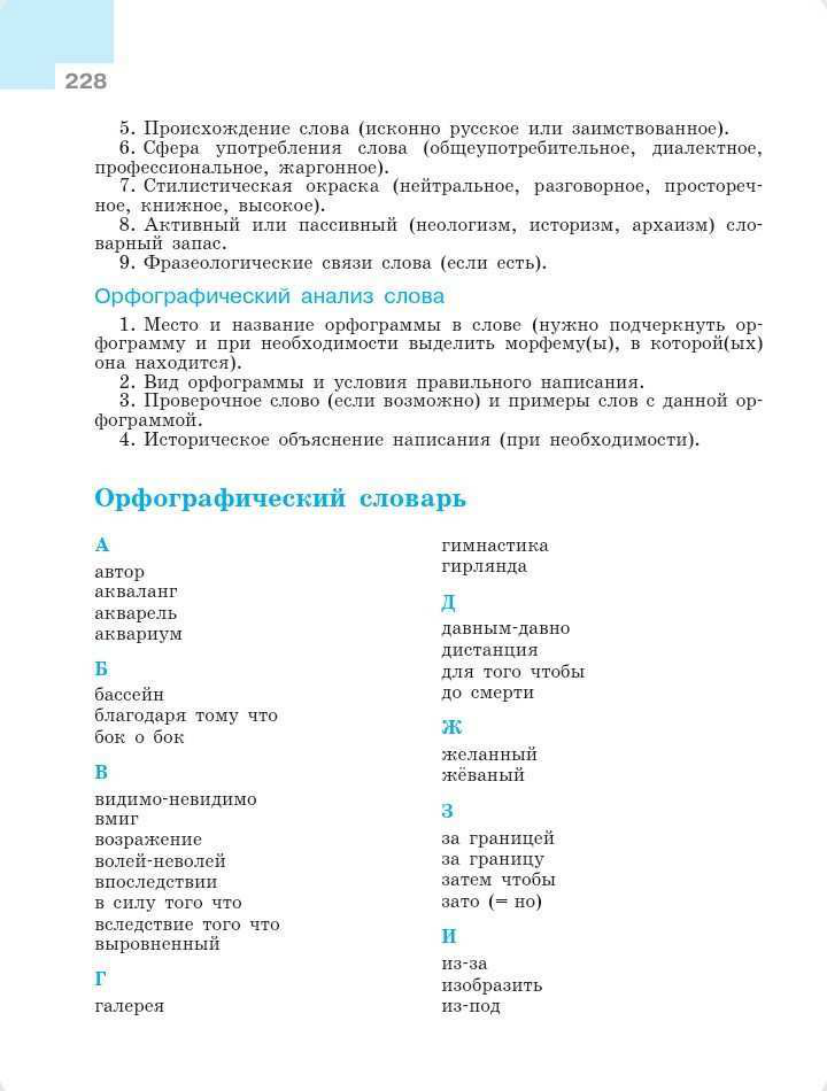 228
5. Происхождение слова (исконно русское или заимствованное).
6. Сфера употребления слова (общеупотребительное, диалектное,
профессиональное, жаргонное).
7. Стилистическая окраска (нейтральное, разговорное, простореч-
ное, книжное, высокое).
8. Активный или пассивный (неологизм, историзм, архаизм) сло-
варный запас.
9. Фразеологические связи слова (если есть).
Орфографический анализ слова
1. Место и название орфограммы в слове (нужно подчеркнуть ор-
фограмму и при необходимости выделить морфему(ы), в которой(ых)
она находится).
2. Вид орфограммы и условия правильного написания.
3. Проверочное слово (если возможно) и примеры слов с данной ор-
фограммой.
4. Историческое объяснение написания (при необходимости).
Орфографический словарь
А
автор
акваланг
акварель
аквариум
Б
бассейн
благодаря тому что
бок о бок
В
видимо-невидимо
вмиг
возражение
волей-неволей
впоследствии
в силу того что
вследствие того что
выровненный
Г
галерея
гимнастика
гирлянда
Д
давным-давно
дистанция
для того чтобы
до смерти
Ж
желанный
жёваный
З
за границей
за границу
затем чтобы
зато (= но)
И
из-за
изобразить
из-под